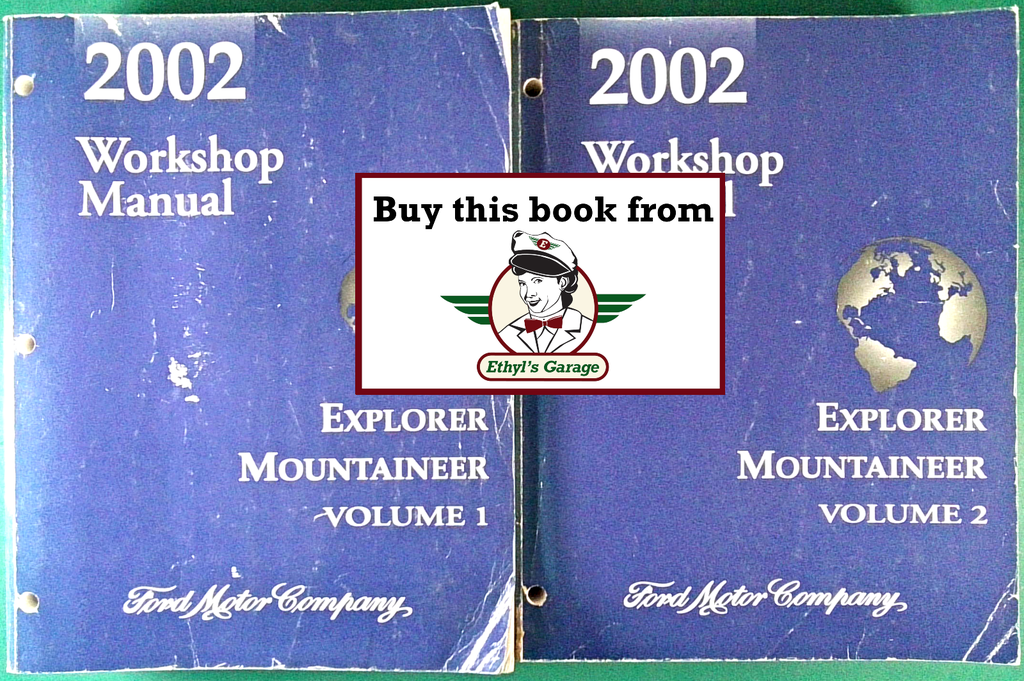 2002
Workshop
Manual
EXPLORER
MOUNTAINEER
VOLUME 1
Ford Motor Company
2002
Workshop
l
EXPLORER
MOUNTAINEER
VOLUME 2
Ford Motor Company
Buy this book from
E
Ethyl's Garage